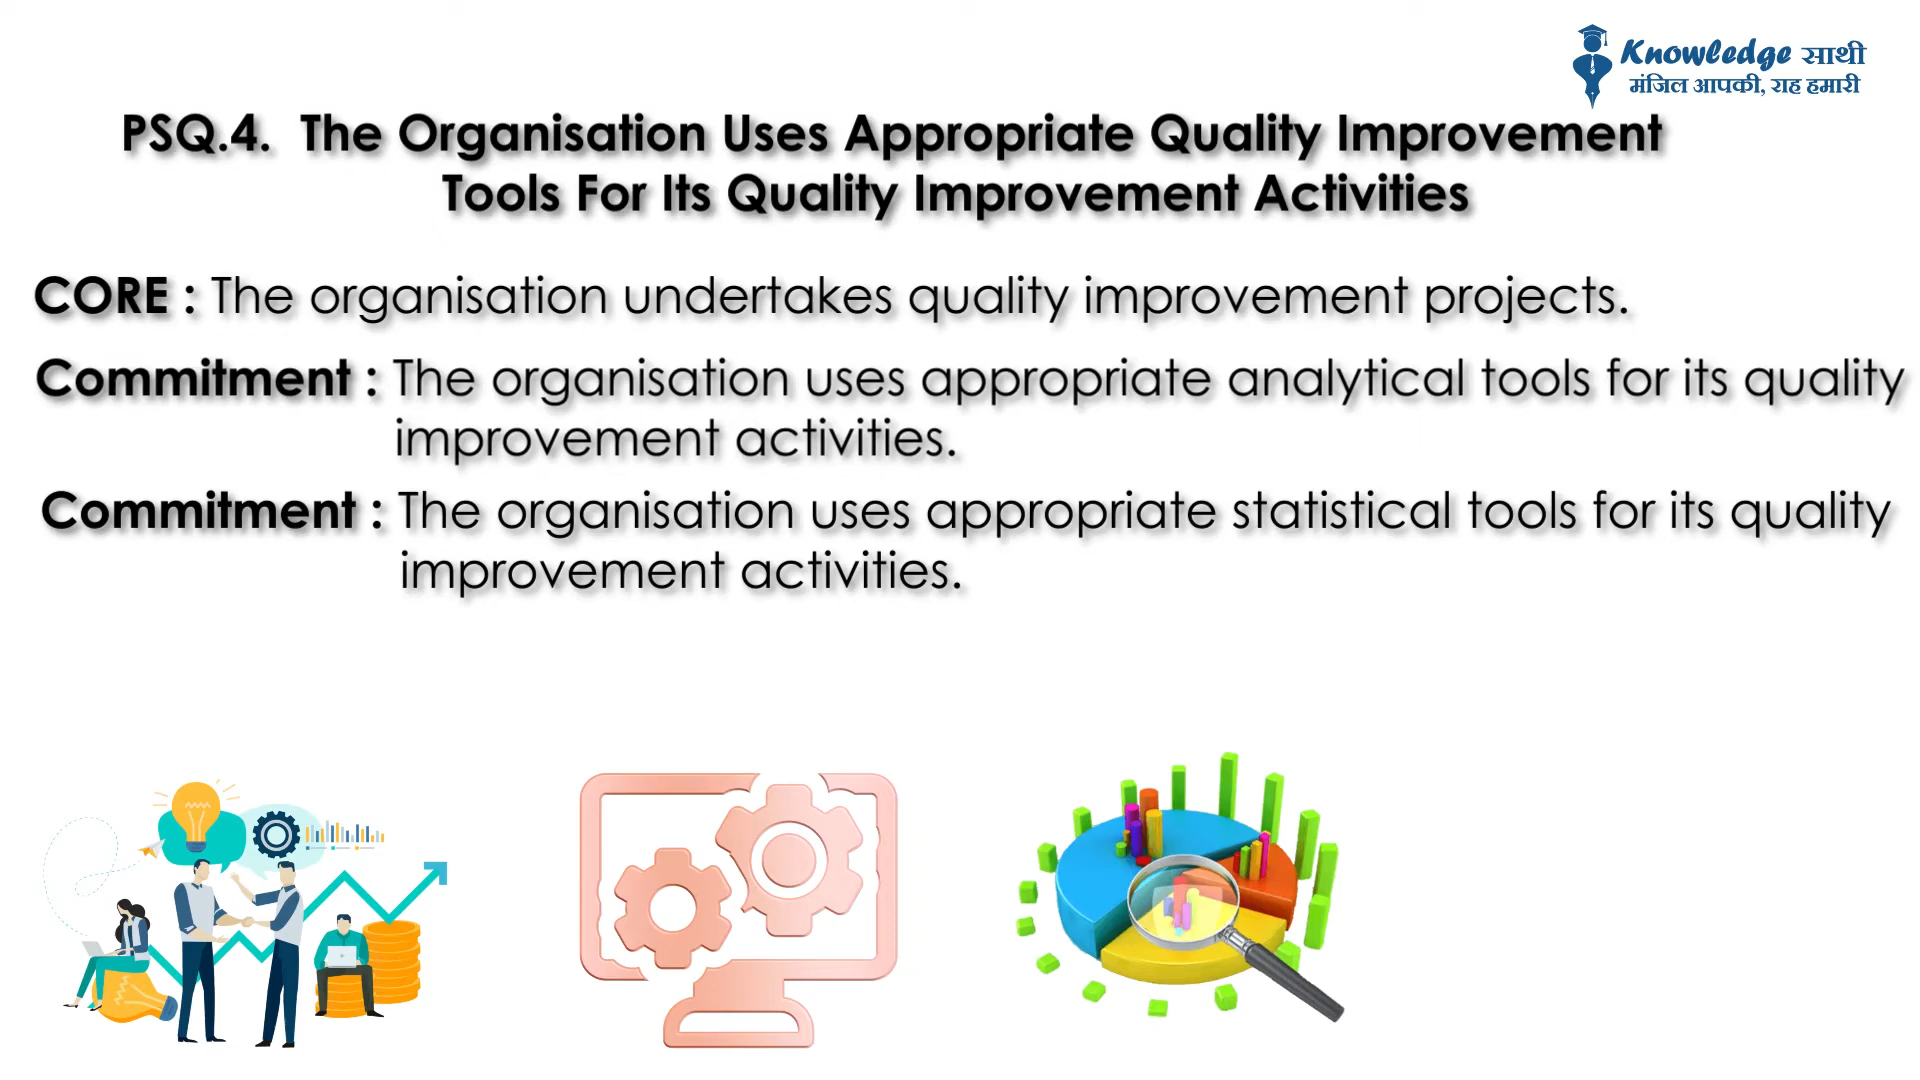 Knowledge साथी
मंजिल आपकी, राह हमारी
PSQ.4. The Organisation Uses Appropriate Quality Improvement
Tools For Its Quality Improvement Activities
CORE : The organisation undertakes quality improvement projects.
Commitment : The organisation uses appropriate analytical tools for its quality
improvement activities.
Commitment : The organisation uses appropriate statistical tools for its quality
improvement activities.